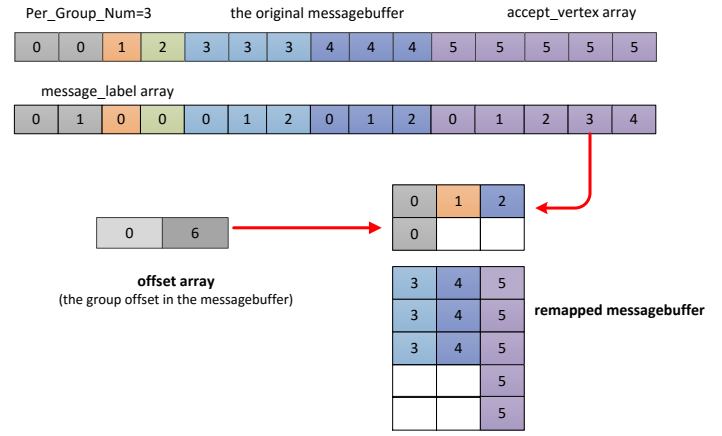 Per_Group_Num=3 the original messagebuffer accept_vertex array
0 0 1 2 3 3 3 4 4 4 5 5 5 5 5
message_label array
0 1 0 0 0 1 2 0 1 2 0 1 2 3 4
0 1 2
0
0 6
offset array
(the group offset in the messagebuffer)
3 4 5
3 4 5
remapped messagebuffer
3 4 5
5
5